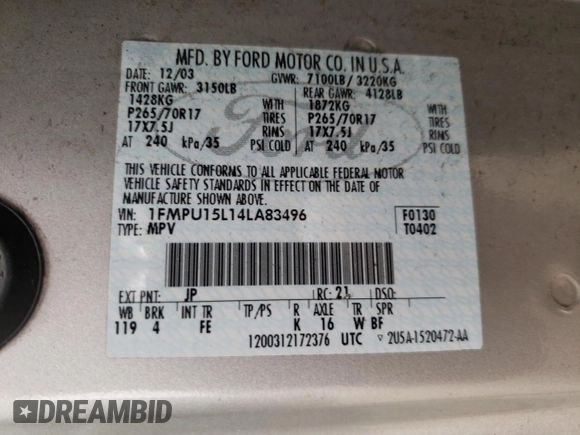 MFD. BY FORD MOTOR CO. IN U.S.A.
DATE: 12/03 GVWR: 7100LB / 3220KG
FRONT GAWR: 3150LB REAR GAWR: 4128LB
1428KG WITH 1872KG WITH
P265/70R17 TIRES P265/70R17 TIRES
17X7.5J RIMS 17X7.5J RIMS
AT 240 kPa/35 PSI COLD AT 240 kPa/35 PSI COLD
Ford
THIS VEHICLE CONFORMS TO ALL APPLICABLE FEDERAL MOTOR
VEHICLE SAFETY STANDARDS IN EFFECT ON THE DATE OF
MANUFACTURE SHOWN ABOVE.
VIN: 1FMPU15L14LA83496 F0130
TYPE: MPV T0402
EXT PNT: JP RC: 21 DSO:
WB BRK INT TR TP/PS R AXLE TR SPR
119 4 FE K 16 W BF
1200312172376 UTC ▽ 2U5A-1520472-AA
DREAMBID